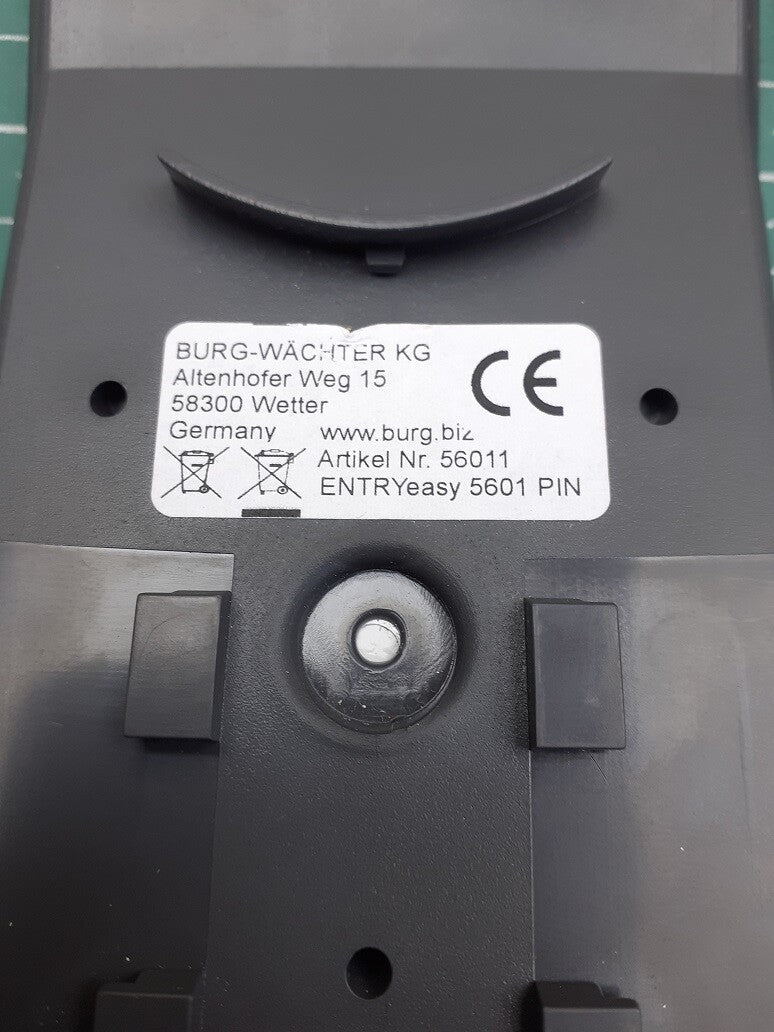 BURG-WÄCHTER KG
CE
Altenhofer Weg 15
58300 Wetter
Germany www.burg.biz
Artikel Nr. 56011
ENTRYeasy 5601 PIN